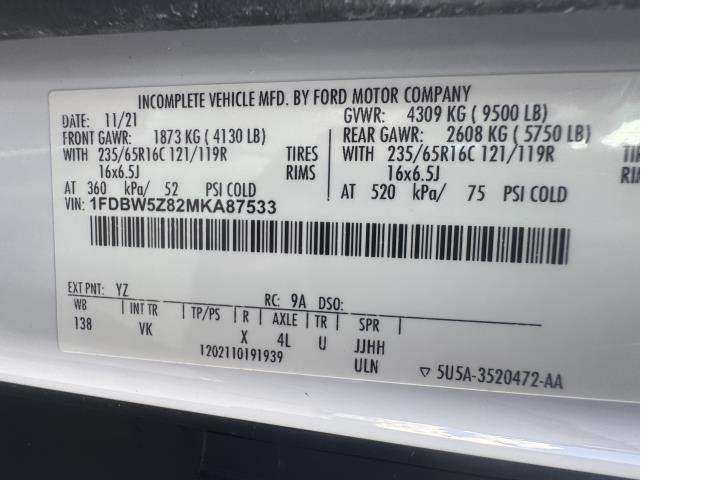 INCOMPLETE VEHICLE MFD. BY FORD MOTOR COMPANY
DATE: 11/21 GVWR: 4309 KG ( 9500 LB)
FRONT GAWR: 1873 KG ( 4130 LB) REAR GAWR: 2608 KG ( 5750 LB)
WITH 235/65R16C 121/119R TIRES WITH 235/65R16C 121/119R
16x6.5J RIMS 16x6.5J
AT 360 kPa/ 52 PSI COLD AT 520 kPa/ 75 PSI COLD
VIN: 1FDBW5Z82MKA87533
EXT PNT: YZ RC: 9A DSO:
WB | INT TR | TP/PS | R | AXLE | TR | SPR |
138 VK X 4L U JJHH
1202110191939 ULN ▽ 5U5A-3520472-AA